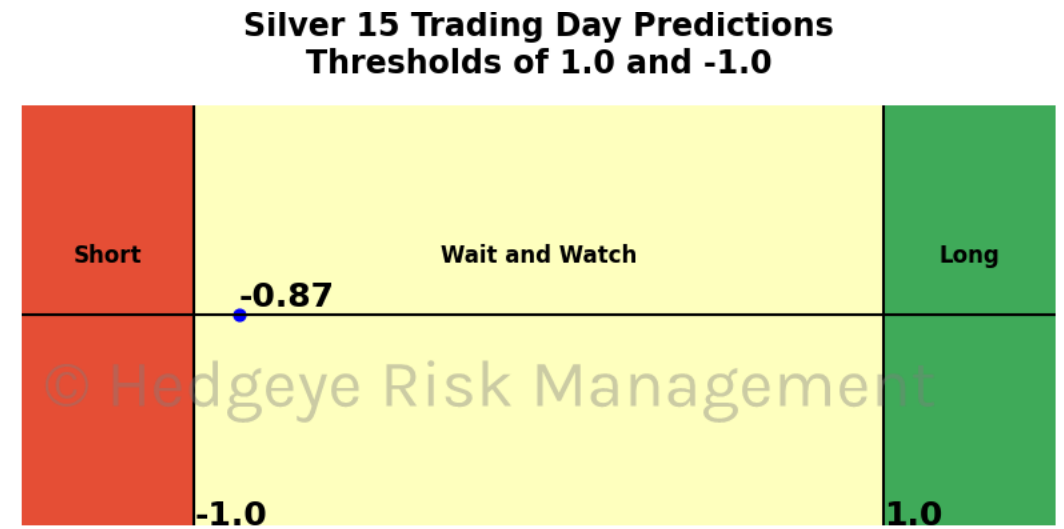 Silver 15 Trading Day Predictions
Thresholds of 1.0 and -1.0
Short
Wait and Watch
Long
-0.87
© Hedgeye Risk Management
-1.0
1.0